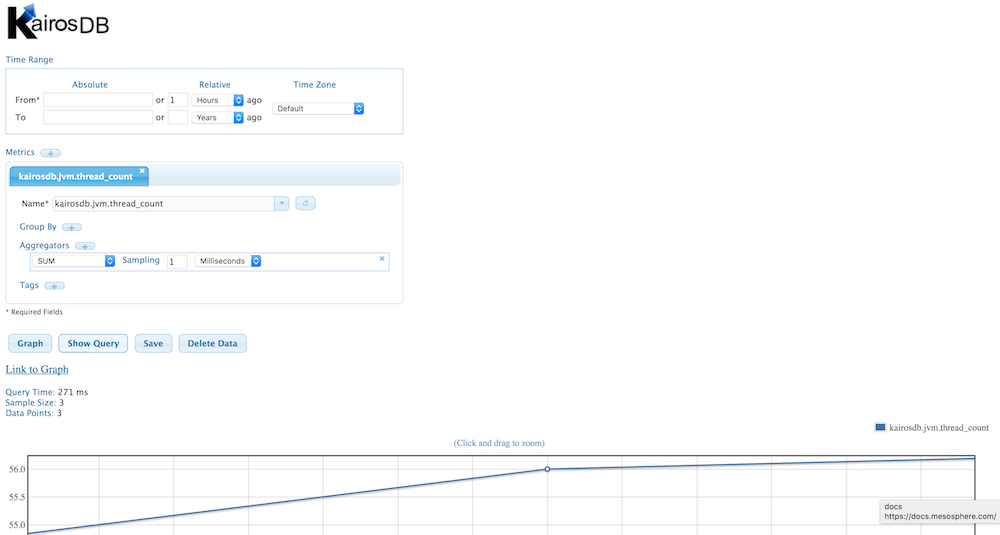 KairosDB
Time Range
Absolute Relative Time Zone
From* or 1 Hours ago Default
To or Years ago
Metrics +
kairosdb.jvm.thread_count ×
Name* kairosdb.jvm.thread_count
Group By +
Aggregators +
SUM Sampling 1 Milliseconds ×
Tags +
* Required Fields
Graph Show Query Save Delete Data
Link to Graph
Query Time: 271 ms
Sample Size: 3
Data Points: 3
kairosdb.jvm.thread_count
(Click and drag to zoom)
56.0
55.5
55.0
docs
https://docs.mesosphere.com/